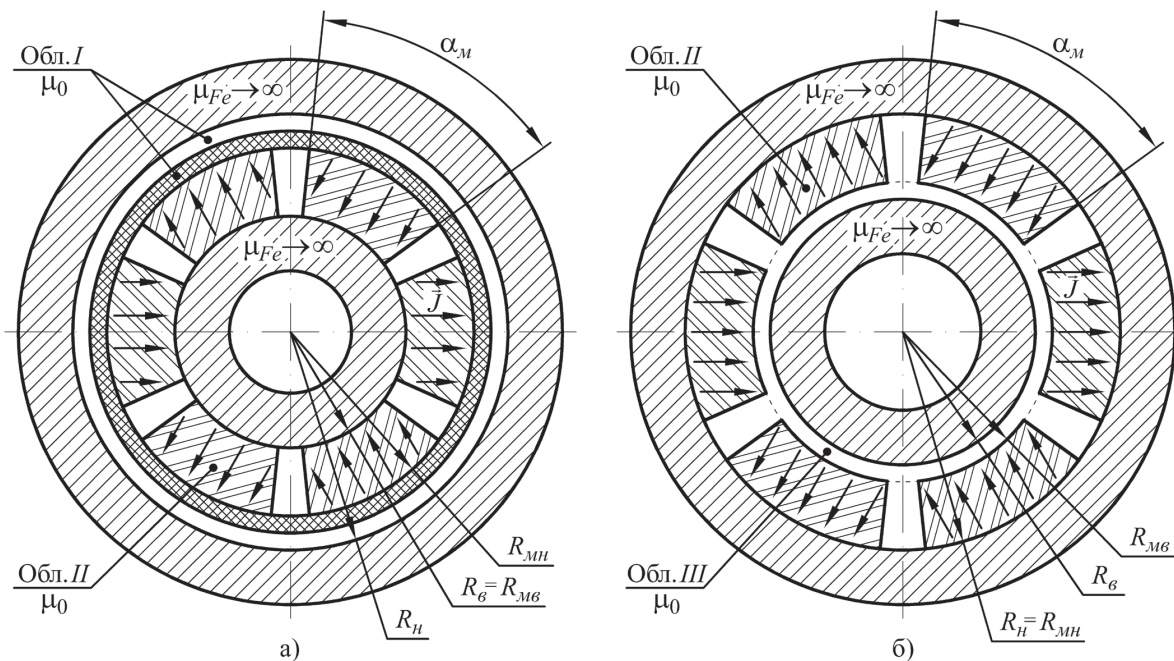 Обл. I
μ₀
μFe→∞
αм
μFe→∞
J⃗
Обл. II
μ₀
Rмн
Rв=Rмв
Rн
а)
Обл. II
μ₀
μFe→∞
αм
μFe→∞
J⃗
Обл. III
μ₀
Rмв
Rв
Rн=Rмн
б)